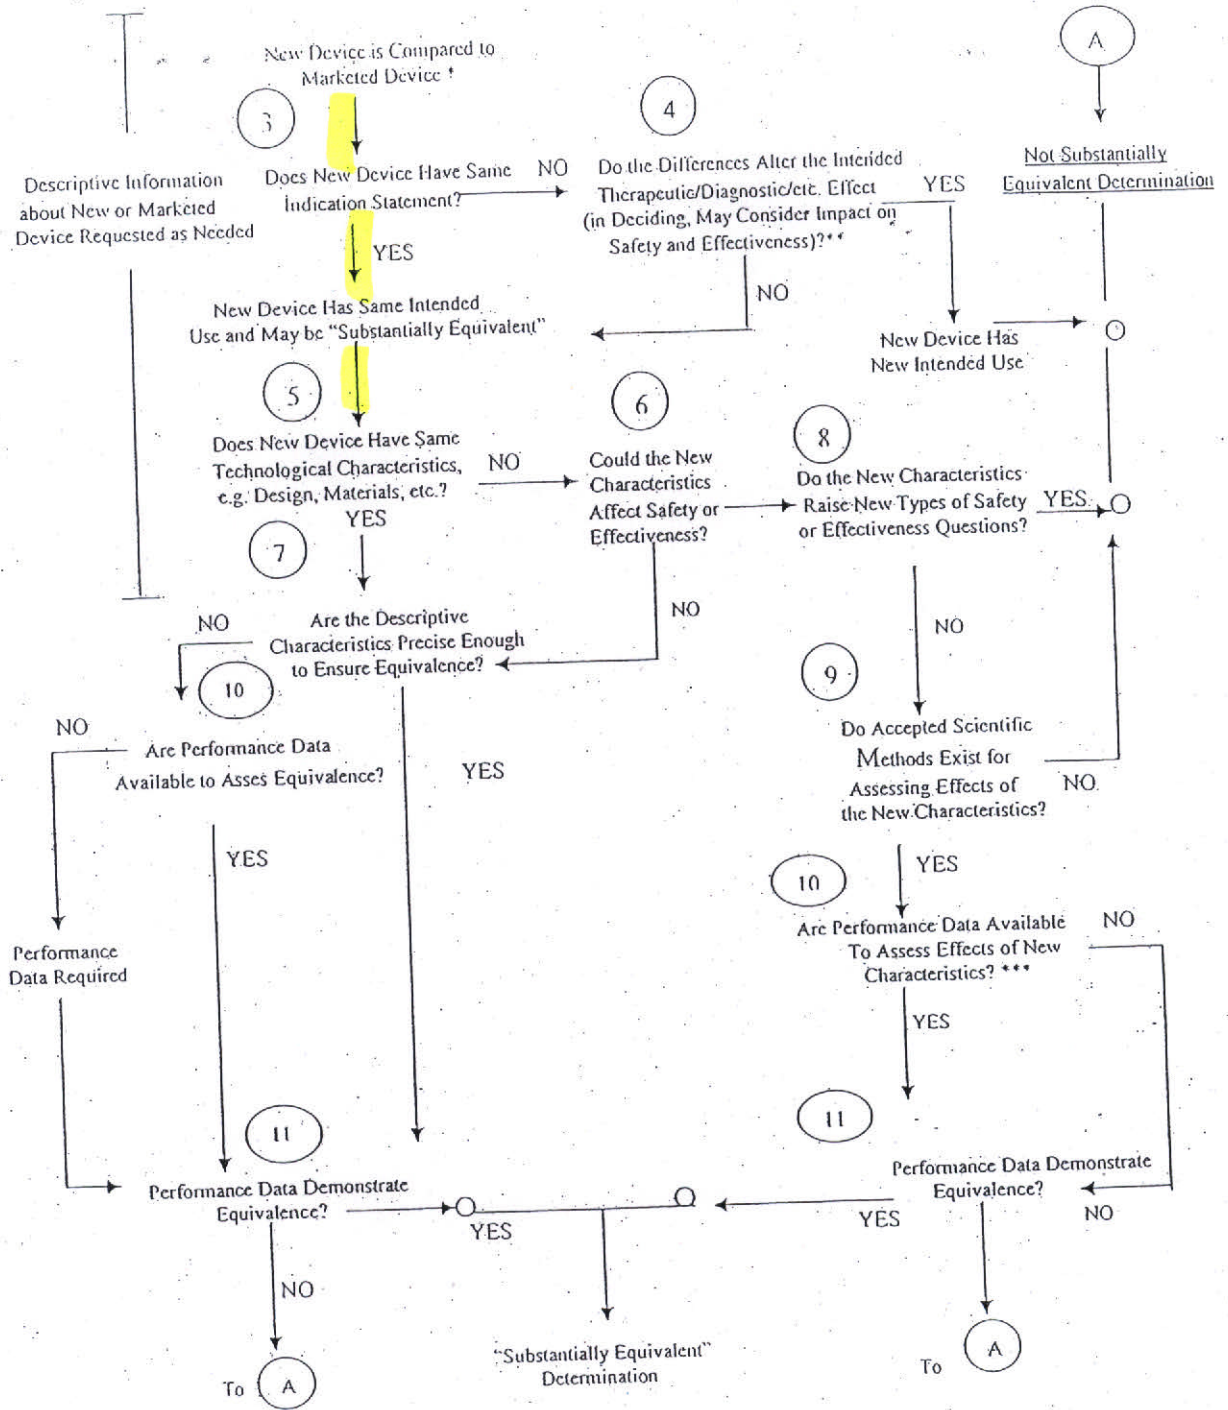 New Device is Compared to
Marketed Device *
A
3
4
Descriptive Information
about New or Marketed
Device Requested as Needed
Does New Device Have Same
Indication Statement?
NO
Do the Differences Alter the Intended
Therapeutic/Diagnostic/etc. Effect
(in Deciding, May Consider Impact on
Safety and Effectiveness)?**
YES
Not Substantially
Equivalent Determination
YES
NO
New Device Has Same Intended
Use and May be "Substantially Equivalent"
New Device Has
New Intended Use
5
6
8
Does New Device Have Same
Technological Characteristics,
e.g. Design, Materials, etc.?
NO
Could the New
Characteristics
Affect Safety or
Effectiveness?
Do the New Characteristics
Raise New Types of Safety
or Effectiveness Questions?
YES
YES
7
NO
Are the Descriptive
Characteristics Precise Enough
to Ensure Equivalence?
NO
NO
10
9
NO
Are Performance Data
Available to Asses Equivalence?
YES
Do Accepted Scientific
Methods Exist for
Assessing Effects of
the New Characteristics?
NO
YES
YES
10
Performance
Data Required
Are Performance Data Available
To Assess Effects of New
Characteristics? ***
NO
YES
11
11
Performance Data Demonstrate
Equivalence?
YES
Performance Data Demonstrate
Equivalence?
YES
NO
NO
To
A
"Substantially Equivalent"
Determination
To
A